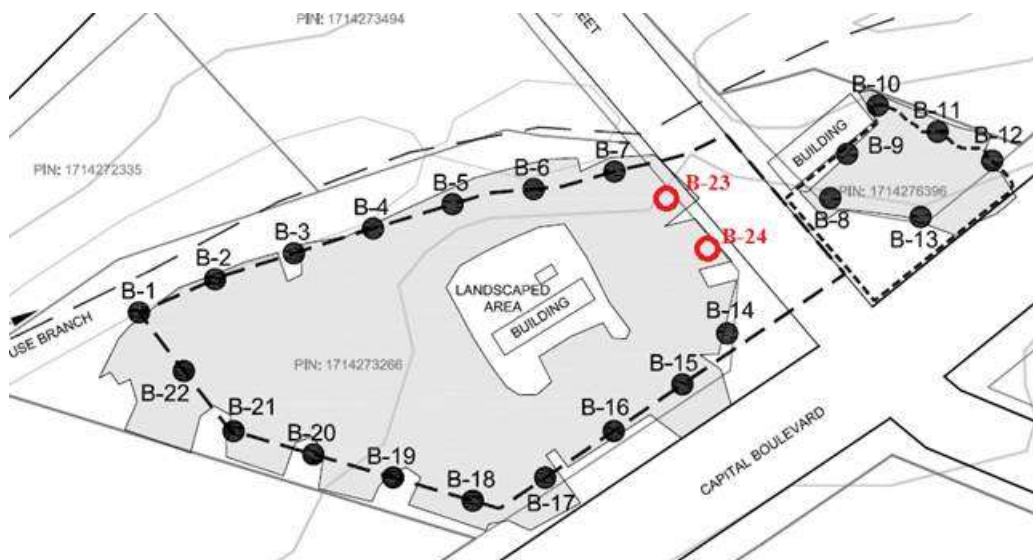 PIN: 1714273494
REET
B-10
B-11
B-12
BUILDING
B-9
PIN: 1714272335
B-7
B-6
B-23
PIN: 1714276396
B-5
B-8
B-4
B-13
B-24
B-3
B-2
LANDSCAPED
AREA
BUILDING
B-1
B-14
USE BRANCH
B-15
PIN: 1714273266
B-22
B-16
B-21
CAPITAL BOULEVARD
B-20
B-19
B-18
B-17